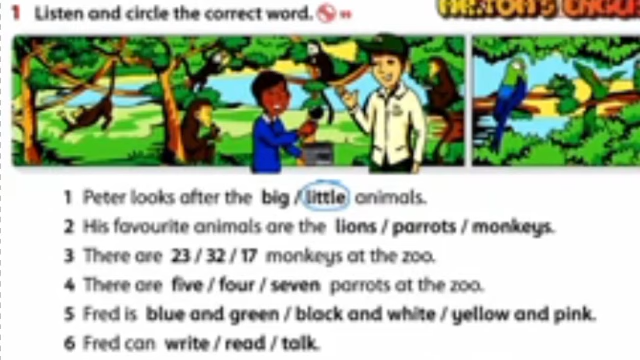 1 Listen and circle the correct word.
1 Peter looks after the big / little animals.
2 His favourite animals are the lions / parrots / monkeys.
3 There are 23 / 32 / 17 monkeys at the zoo.
4 There are five / four / seven parrots at the zoo.
5 Fred is blue and green / black and white / yellow and pink.
6 Fred can write / read / talk.